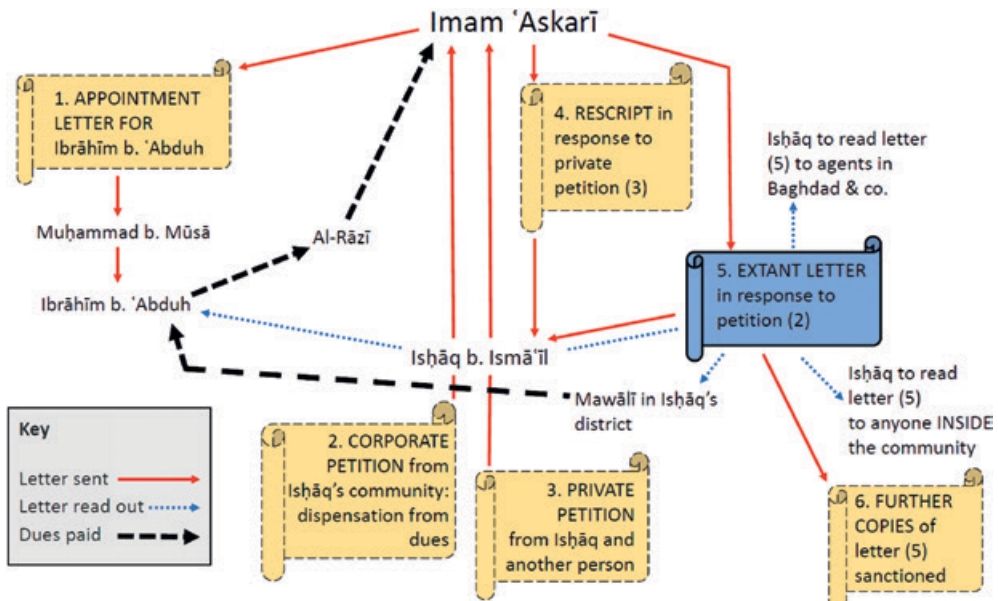 Imam ʿAskarī
1. APPOINTMENT
LETTER FOR
Ibrāhīm b. ʿAbduh
4. RESCRIPT in
response to
private
petition (3)
Isḥāq to read letter
(5) to agents in
Baghdad & co.
Muḥammad b. Mūsā
Al-Rāzī
Ibrāhīm b. ʿAbduh
5. EXTANT LETTER
in response to
petition (2)
Isḥāq b. Ismāʿīl
Mawālī in Isḥāq’s
district
Isḥāq to read
letter (5)
to anyone INSIDE
the community
Key
Letter sent
Letter read out
Dues paid
2. CORPORATE
PETITION from
Isḥāq’s community:
dispensation from
dues
3. PRIVATE
PETITION
from Isḥāq and
another person
6. FURTHER
COPIES of
letter (5)
sanctioned